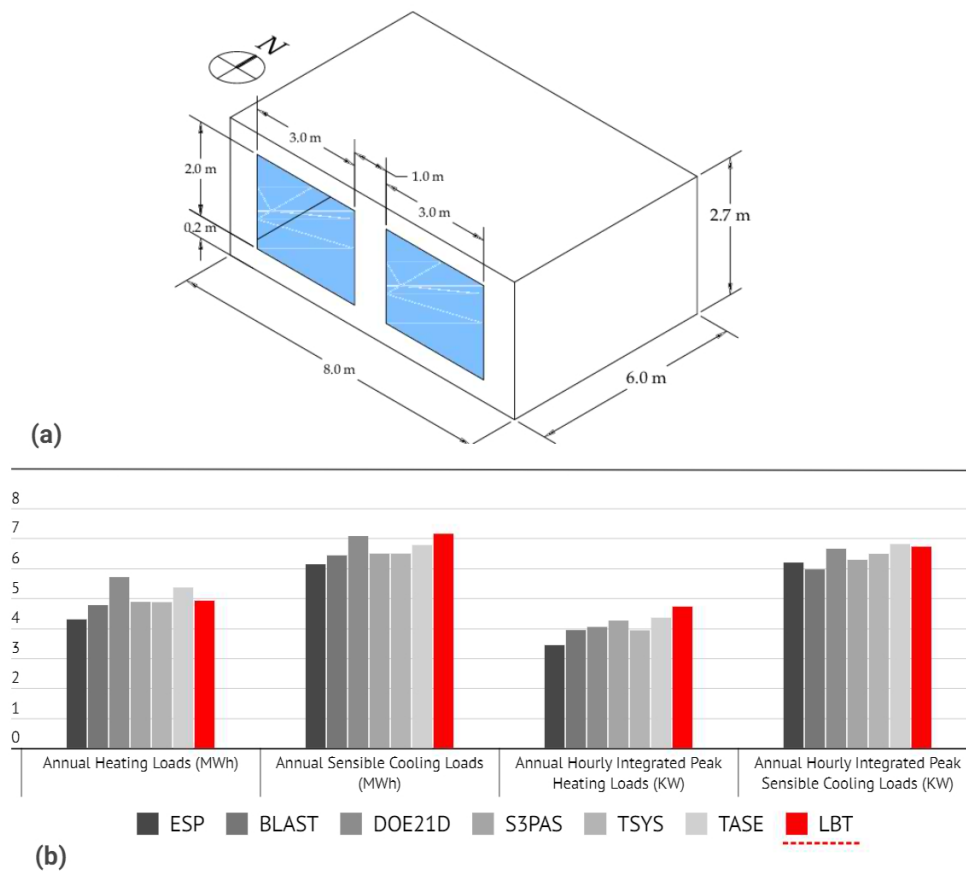 N
3.0 m
2.0 m
1.0 m
3.0 m
2.7 m
0.2 m
8.0 m
6.0 m
(a)
8
7
6
5
4
3
2
1
0
Annual Heating Loads (MWh)
Annual Sensible Cooling Loads
(MWh)
Annual Hourly Integrated Peak
Heating Loads (KW)
Annual Hourly Integrated Peak
Sensible Cooling Loads (KW)
ESP BLAST DOE21D S3PAS TSYS TASE LBT
(b)